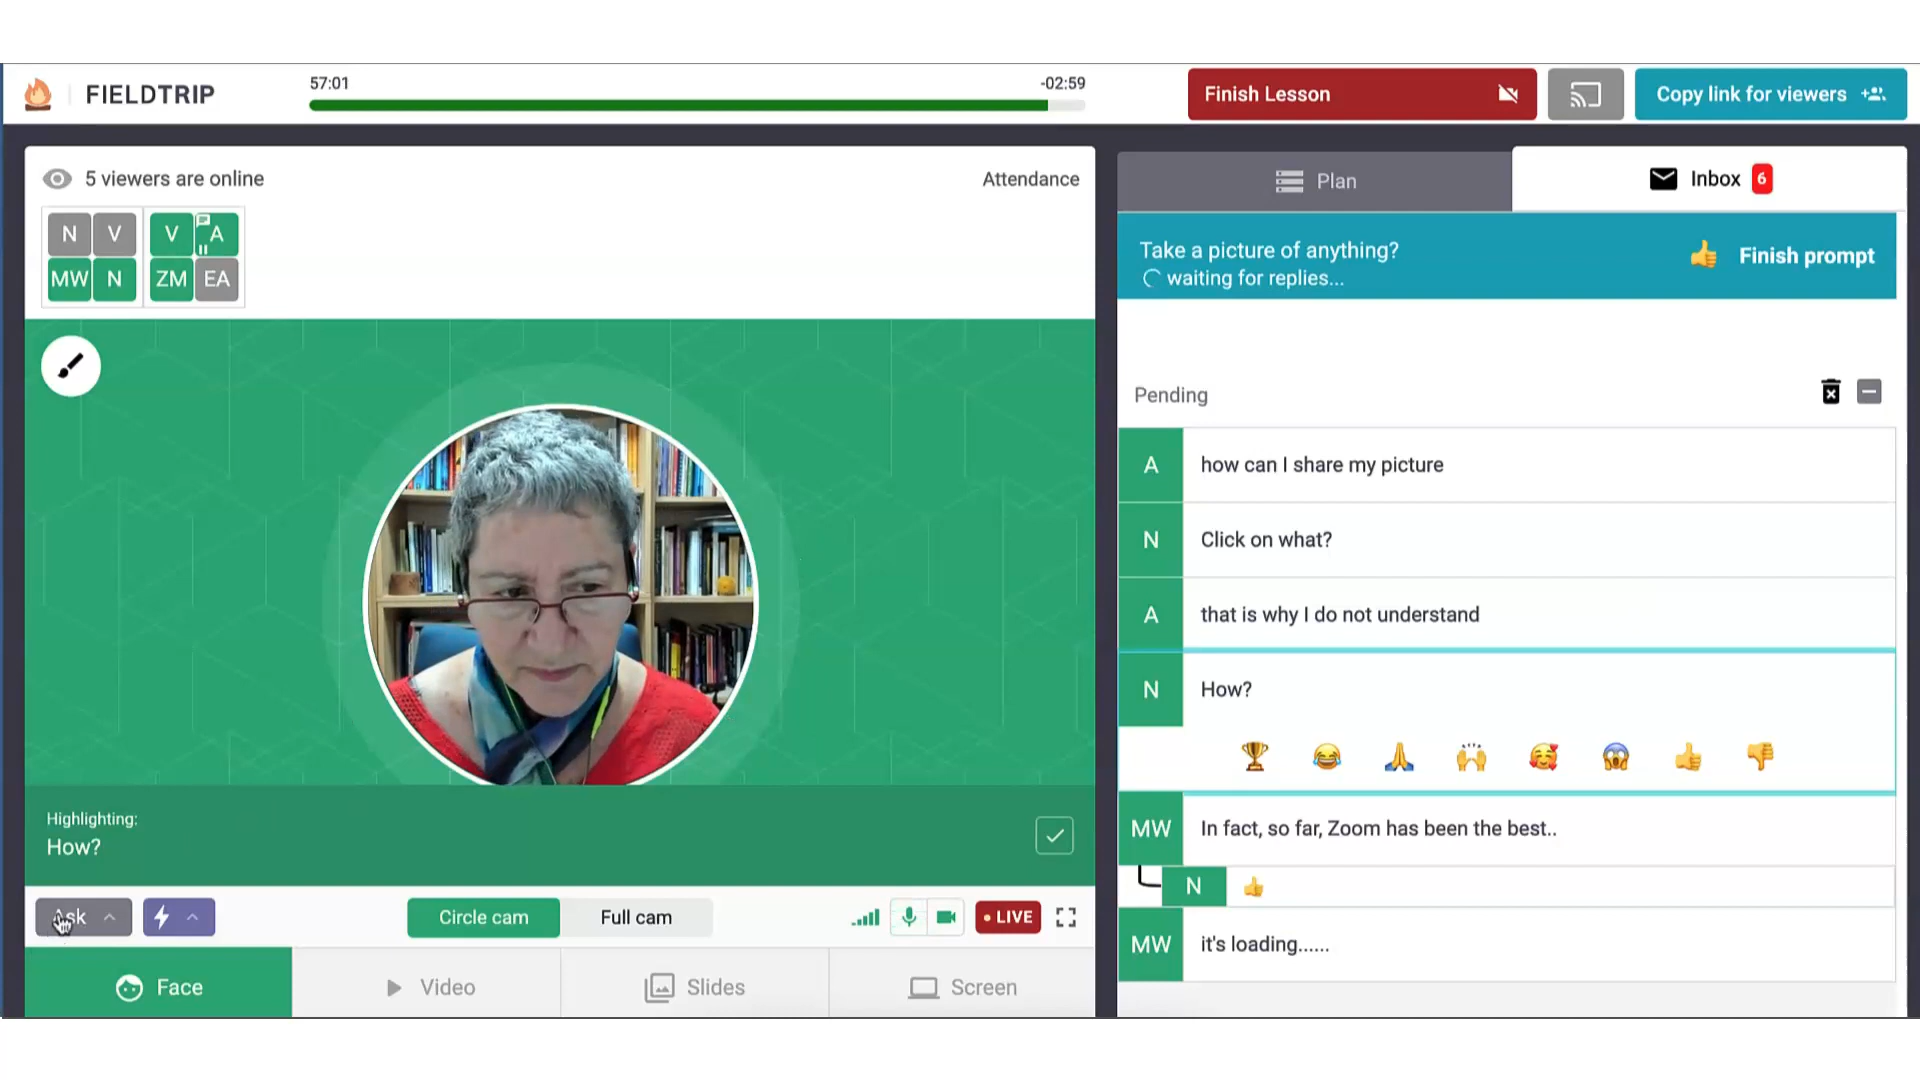 FIELDTRIP
57:01
-02:59
Finish Lesson
Copy link for viewers
5 viewers are online
Attendance
N V V A
MW N ZM EA
Plan
Inbox 6
Take a picture of anything?
waiting for replies...
Finish prompt
Pending
A how can I share my picture
N Click on what?
A that is why I do not understand
N How?
MW In fact, so far, Zoom has been the best..
N
MW it's loading......
Highlighting:
How?
Ask
Circle cam
Full cam
LIVE
Face
Video
Slides
Screen